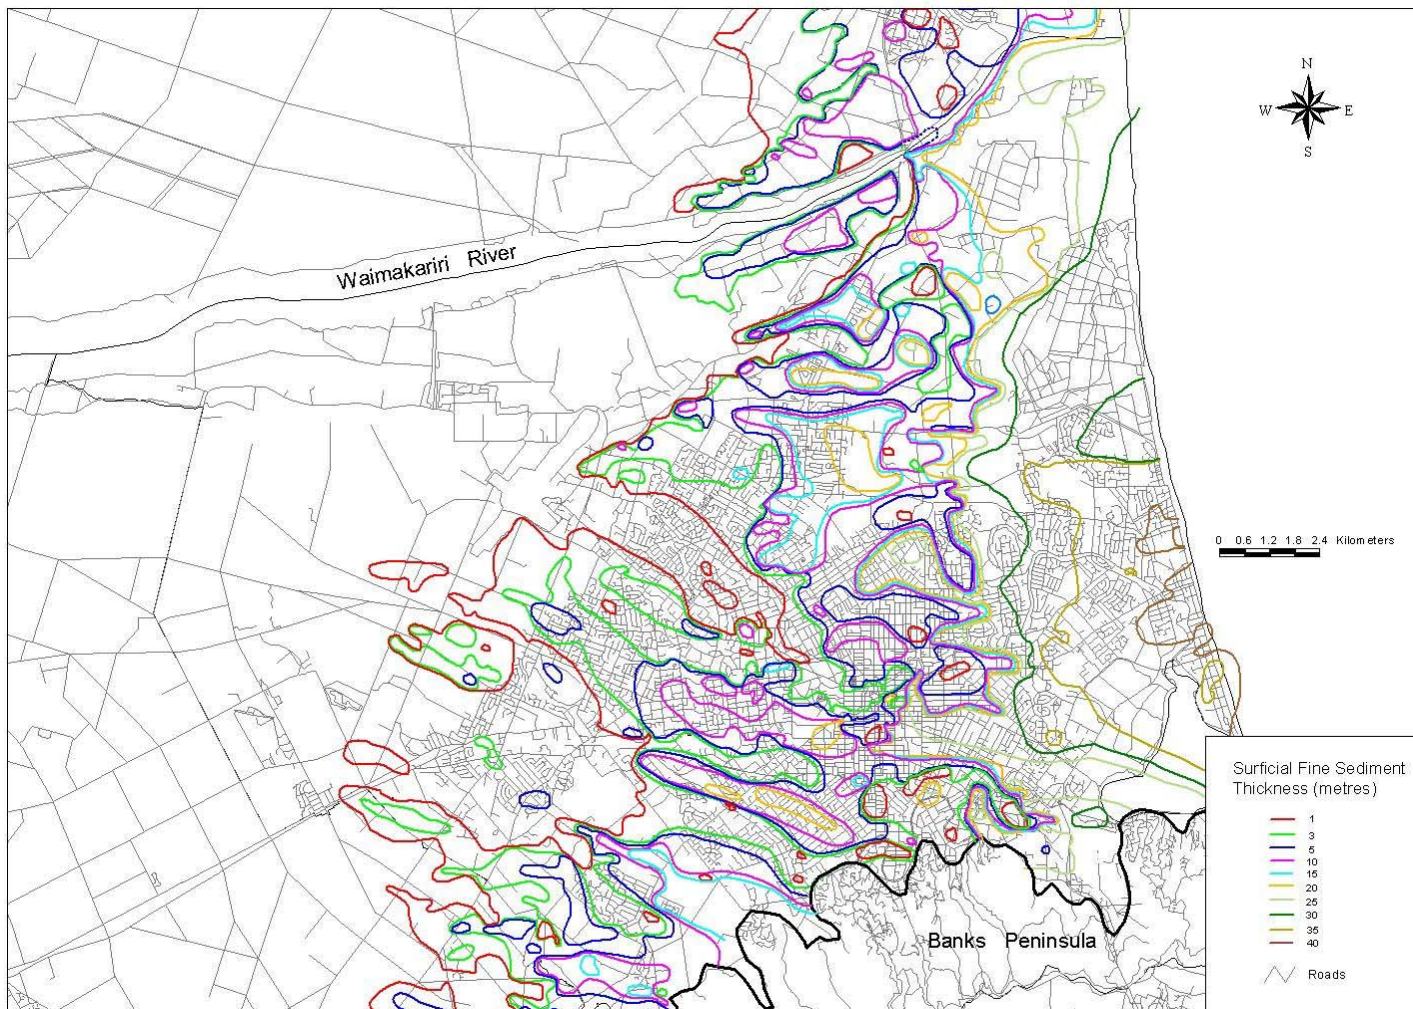 N
W E
S
Waimakariri River
0 0.6 1.2 1.8 2.4 Kilometers
Surficial Fine Sediment
Thickness (metres)
1
3
5
10
15
20
25
30
35
40
Roads
Banks Peninsula